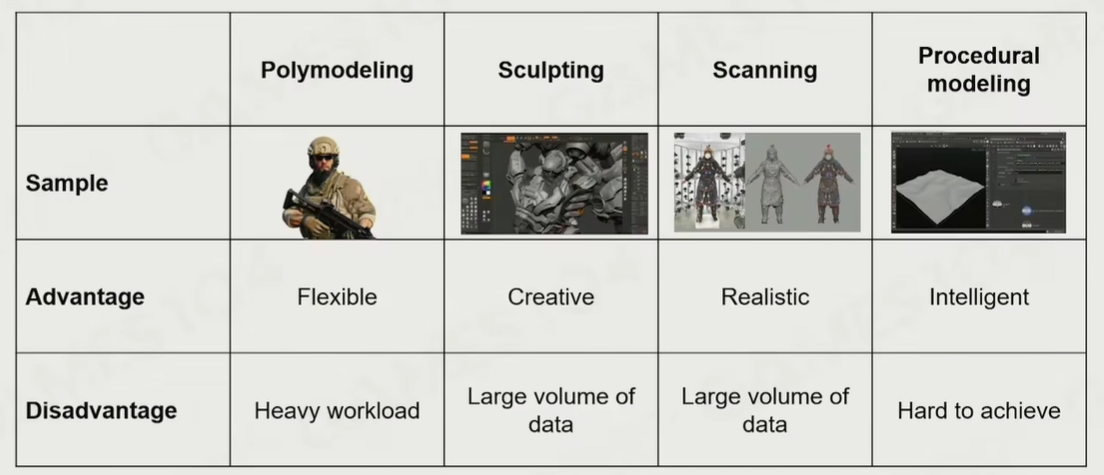 Polymodeling
Sculpting
Scanning
Procedural
modeling
Sample
Advantage
Flexible
Creative
Realistic
Intelligent
Disadvantage
Heavy workload
Large volume of
data
Large volume of
data
Hard to achieve